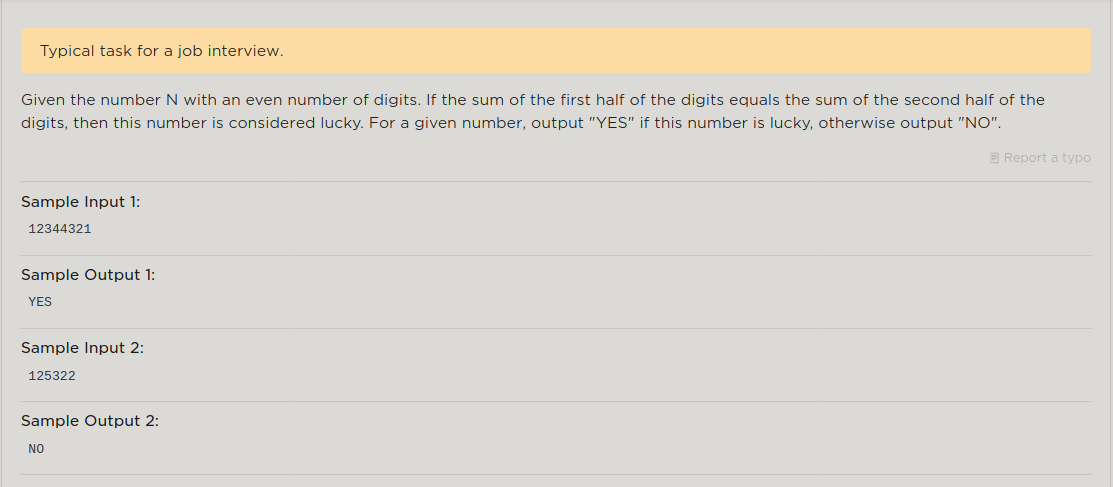 Typical task for a job interview.
Given the number N with an even number of digits. If the sum of the first half of the digits equals the sum of the second half of the
digits, then this number is considered lucky. For a given number, output "YES" if this number is lucky, otherwise output "NO".
Report a typo
Sample Input 1:
12344321
Sample Output 1:
YES
Sample Input 2:
125322
Sample Output 2:
NO